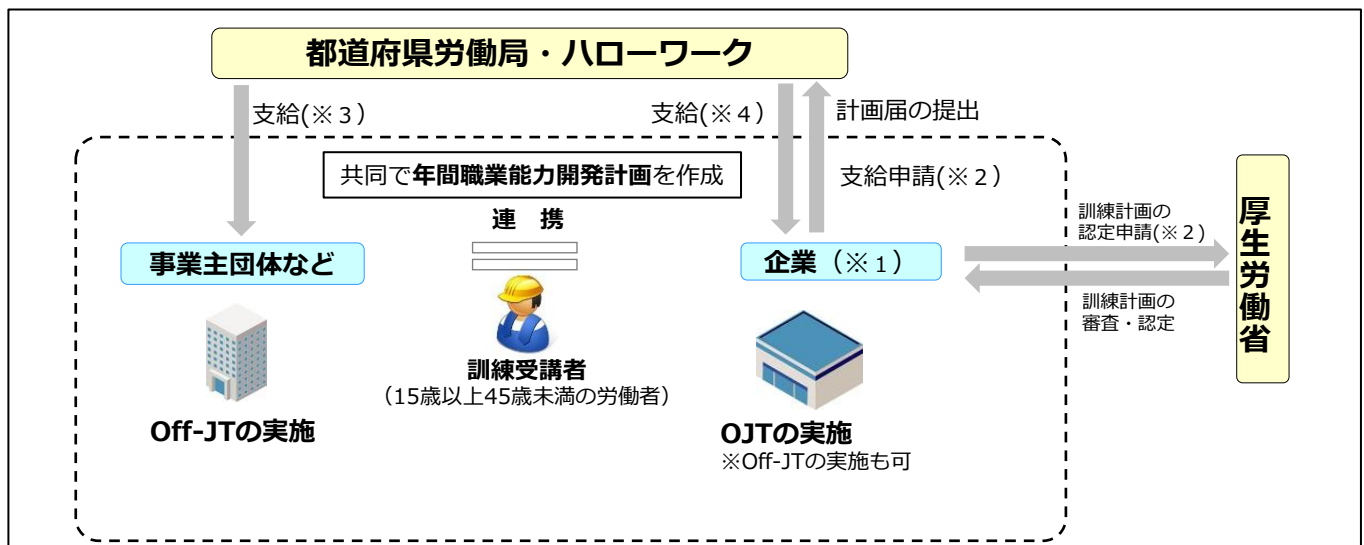 都道府県労働局・ハローワーク
支給(※３)
支給(※４)
計画届の提出
共同で年間職業能力開発計画を作成
支給申請(※２)
連　携
事業主団体など
企業（※１）
訓練計画の
認定申請(※２)
訓練計画の
審査・認定
厚生労働省
訓練受講者
（15歳以上45歳未満の労働者）
Off-JTの実施
OJTの実施
※Off-JTの実施も可